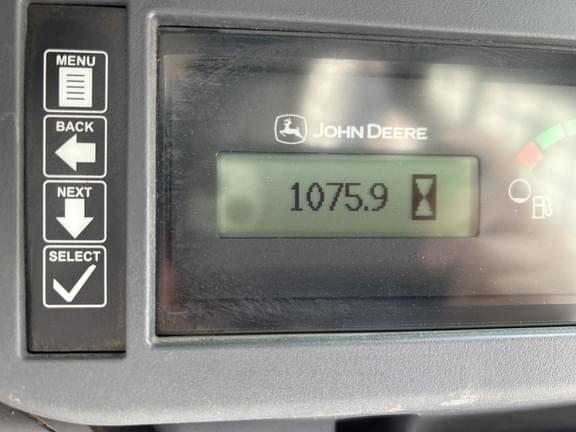 MENU
BACK
NEXT
SELECT
JOHN DEERE
1075.9